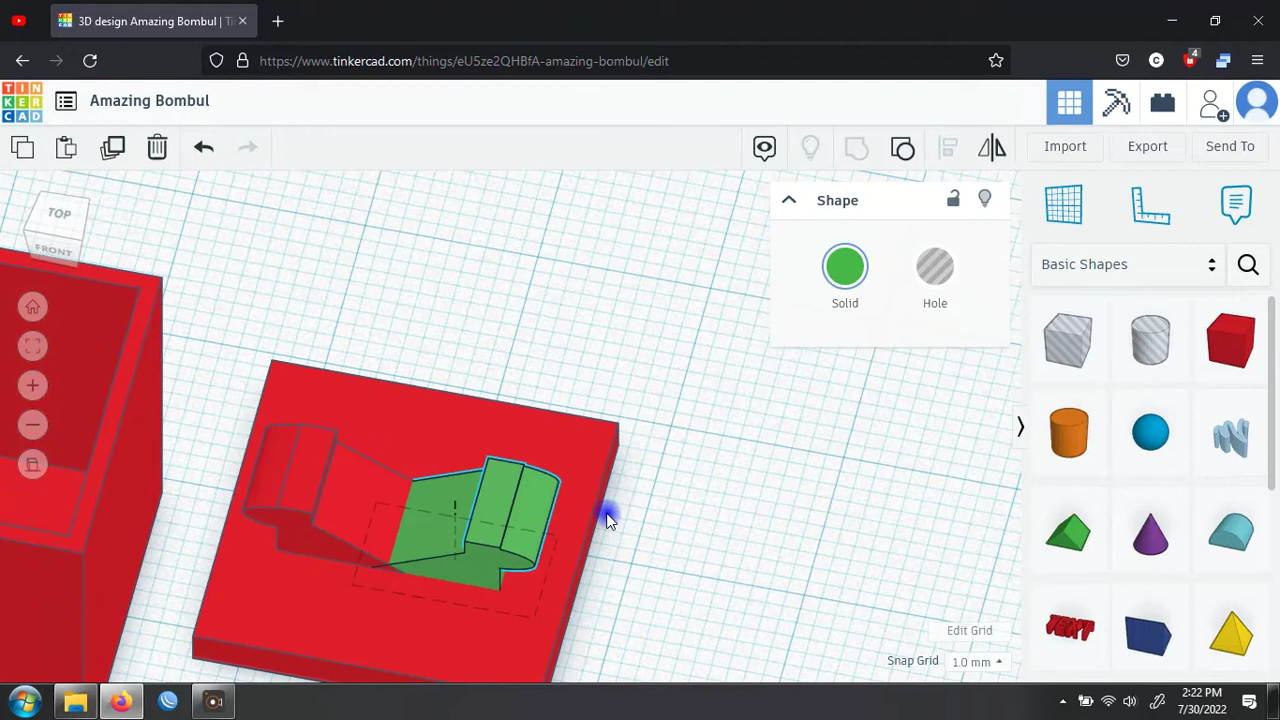 3D design Amazing Bombul | Ti
https://www.tinkercad.com/things/eU5ze2QHBfA-amazing-bombul/edit
4
TIN
KER
CAD
Amazing Bombul
Import
Export
Send To
TOP
FRONT
Shape
Solid
Hole
Basic Shapes
TEXT
Edit Grid
Snap Grid
1.0 mm
2:22 PM
7/30/2022